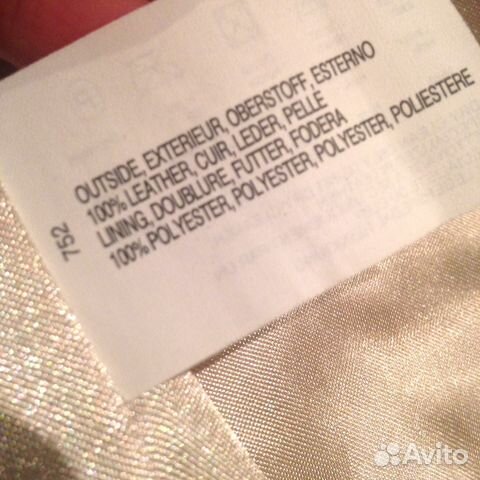 OUTSIDE, EXTERIEUR, OBERSTOFF, ESTERNO
100% LEATHER, CUIR, LEDER, PELLE
LINING, DOUBLURE, FUTTER, FODERA
100% POLYESTER, POLYESTER, POLYESTER, POLIESTERE
752
Avito